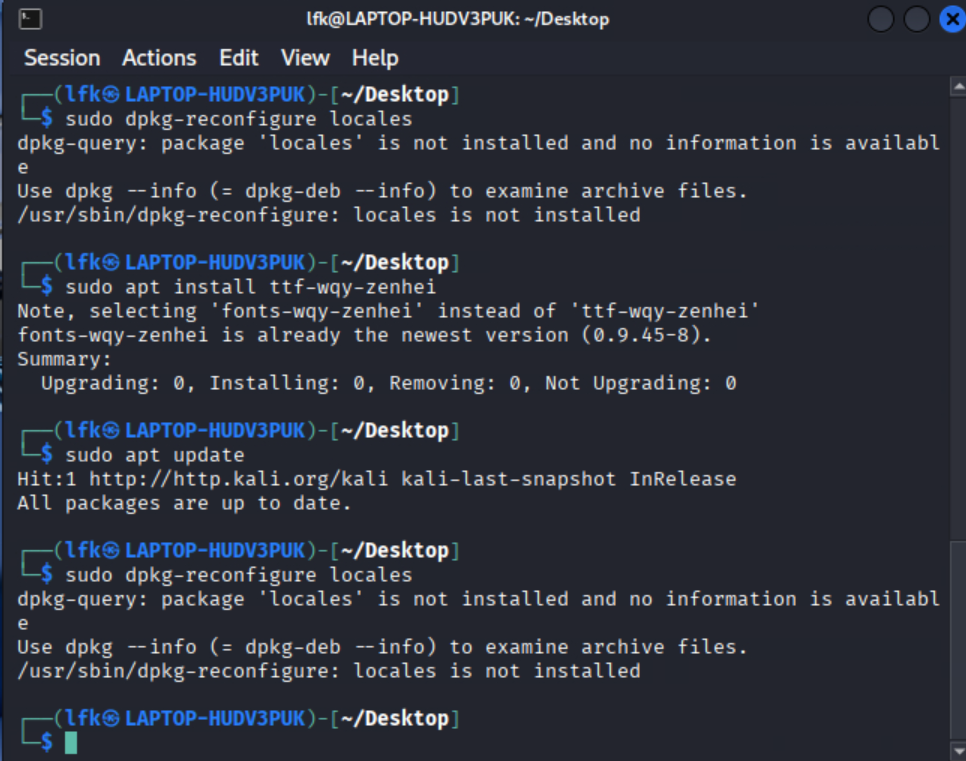 lfk@LAPTOP-HUDV3PUK: ~/Desktop
Session Actions Edit View Help
┌──(lfk㉿LAPTOP-HUDV3PUK)-[~/Desktop]
└─$ sudo dpkg-reconfigure locales
dpkg-query: package 'locales' is not installed and no information is availabl
e
Use dpkg --info (= dpkg-deb --info) to examine archive files.
/usr/sbin/dpkg-reconfigure: locales is not installed
┌──(lfk㉿LAPTOP-HUDV3PUK)-[~/Desktop]
└─$ sudo apt install ttf-wqy-zenhei
Note, selecting 'fonts-wqy-zenhei' instead of 'ttf-wqy-zenhei'
fonts-wqy-zenhei is already the newest version (0.9.45-8).
Summary:
  Upgrading: 0, Installing: 0, Removing: 0, Not Upgrading: 0
┌──(lfk㉿LAPTOP-HUDV3PUK)-[~/Desktop]
└─$ sudo apt update
Hit:1 http://http.kali.org/kali kali-last-snapshot InRelease
All packages are up to date.
┌──(lfk㉿LAPTOP-HUDV3PUK)-[~/Desktop]
└─$ sudo dpkg-reconfigure locales
dpkg-query: package 'locales' is not installed and no information is availabl
e
Use dpkg --info (= dpkg-deb --info) to examine archive files.
/usr/sbin/dpkg-reconfigure: locales is not installed
┌──(lfk㉿LAPTOP-HUDV3PUK)-[~/Desktop]
└─$